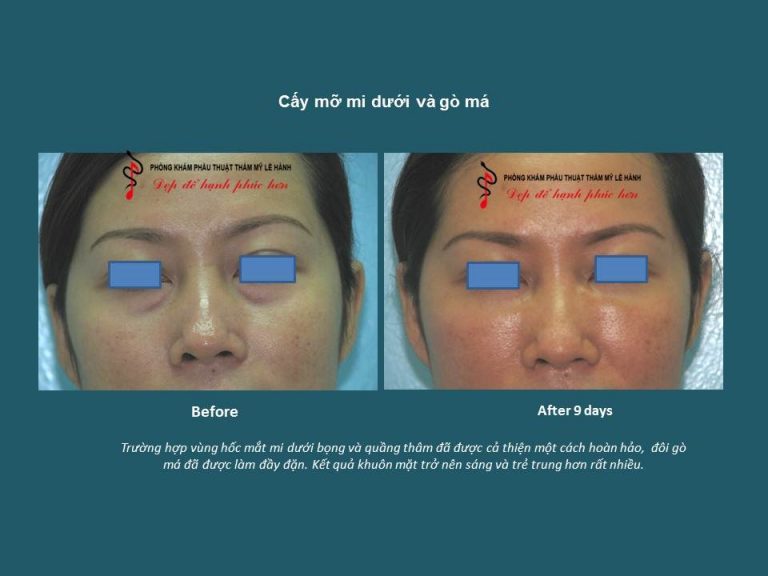 Cấy mỡ mi dưới và gò má
PHÒNG KHÁM PHẪU THUẬT THẨM MỸ LÊ HÀNH
Đẹp để hạnh phúc hơn
PHÒNG KHÁM PHẪU THUẬT THẨM MỸ LÊ HÀNH
Đẹp để hạnh phúc hơn
Before
After 9 days
Trường hợp vùng hốc mắt mi dưới bọng và quầng thâm đã được cả thiện một cách hoàn hảo, đôi gò
má đã được làm đầy đặn. Kết quả khuôn mặt trở nên sáng và trẻ trung hơn rất nhiều.